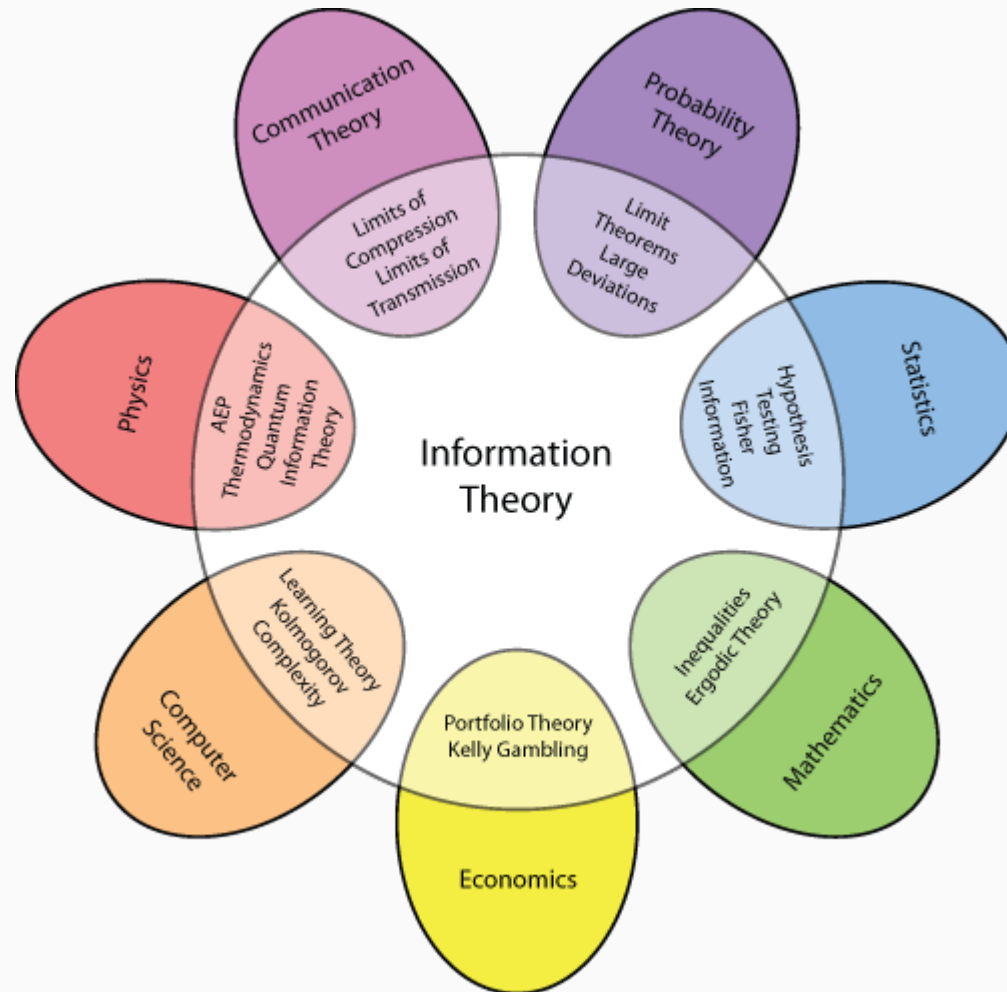 Communication
Theory
Limits of
Compression
Limits of
Transmission
Probability
Theory
Limit
Theorems
Large
Deviations
Statistics
Hypothesis
Testing
Fisher
Information
Physics
AEP
Thermodynamics
Quantum
Information
Theory
Information
Theory
Mathematics
Inequalities
Ergodic Theory
Computer
Science
Learning Theory
Kolmogorov
Complexity
Portfolio Theory
Kelly Gambling
Economics